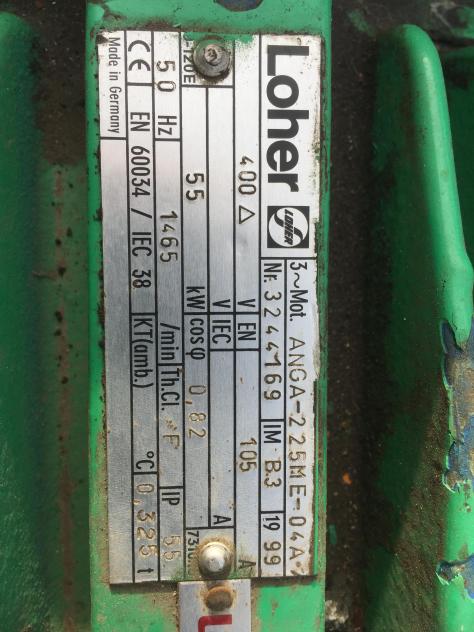 Loher LOHER 3~Mot. ANGA-225ME-04A
Nr. 3244169 IM B3 1999
400 △ V EN 105 A
V IEC A
55 kW cosφ 0,82
50 Hz 1465 /min Th.Cl. F IP 55
CE EN 60034 / IEC 38 KT(amb.) °C 0,325 t
Made in Germany
-120E